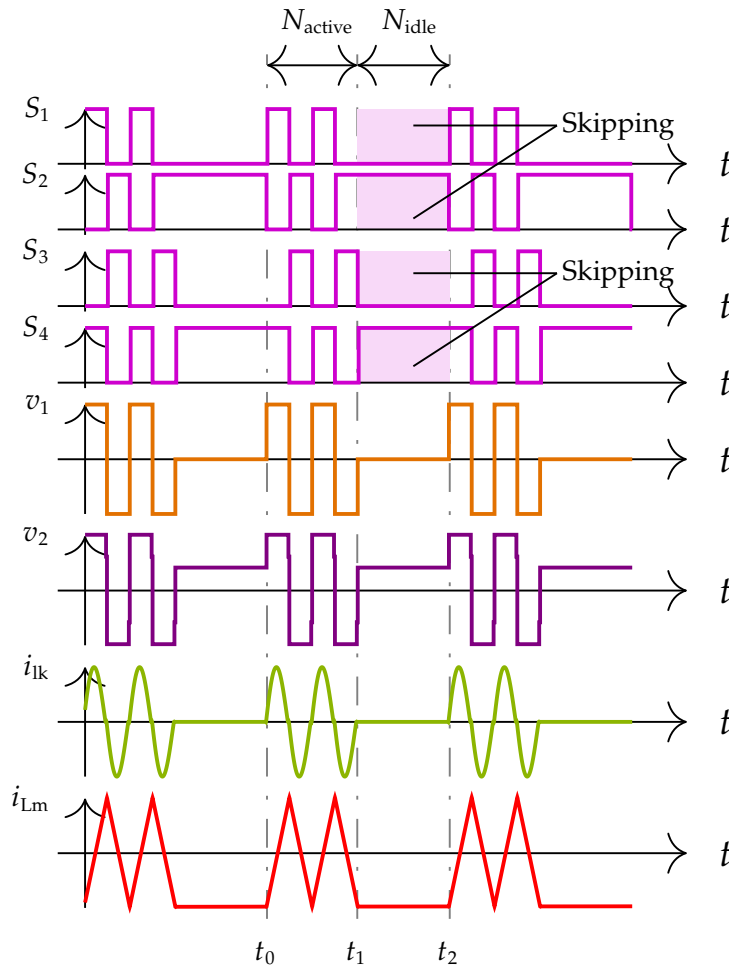 N_active N_idle
S_1 Skipping
t
S_2
t
S_3 Skipping
t
S_4
t
v_1
t
v_2
t
i_lk
t
i_Lm
t
t_0 t_1 t_2